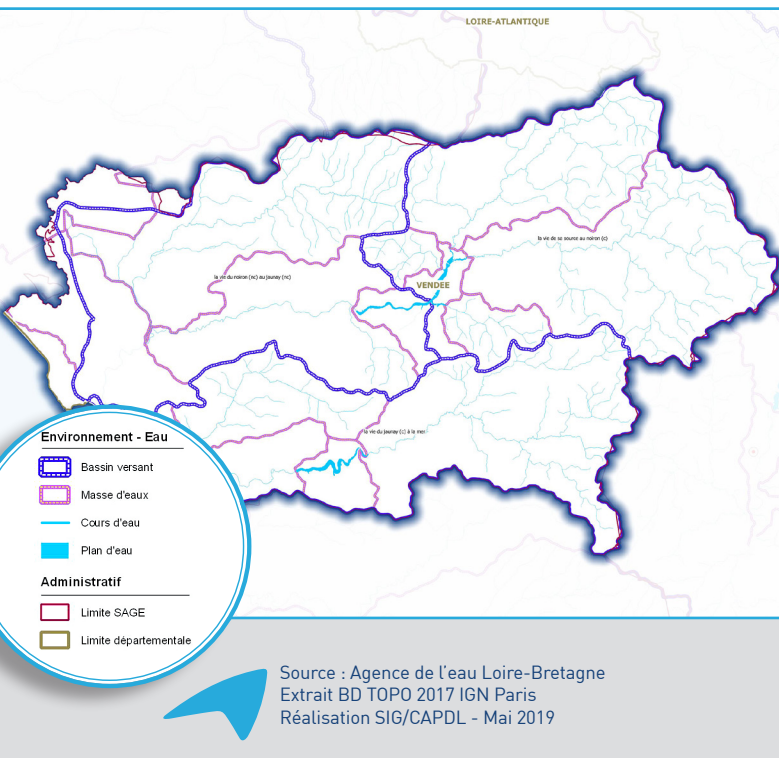 LOIRE-ATLANTIQUE
la vie de sa source au noiron (c)
la vie du noiron (nc) au jaunay (nc)
VENDEE
la vie du jaunay (c) à la mer
Environnement - Eau
Bassin versant
Masse d'eaux
Cours d'eau
Plan d'eau
Administratif
Limite SAGE
Limite départementale
Source : Agence de l'eau Loire-Bretagne
Extrait BD TOPO 2017 IGN Paris
Réalisation SIG/CAPDL - Mai 2019